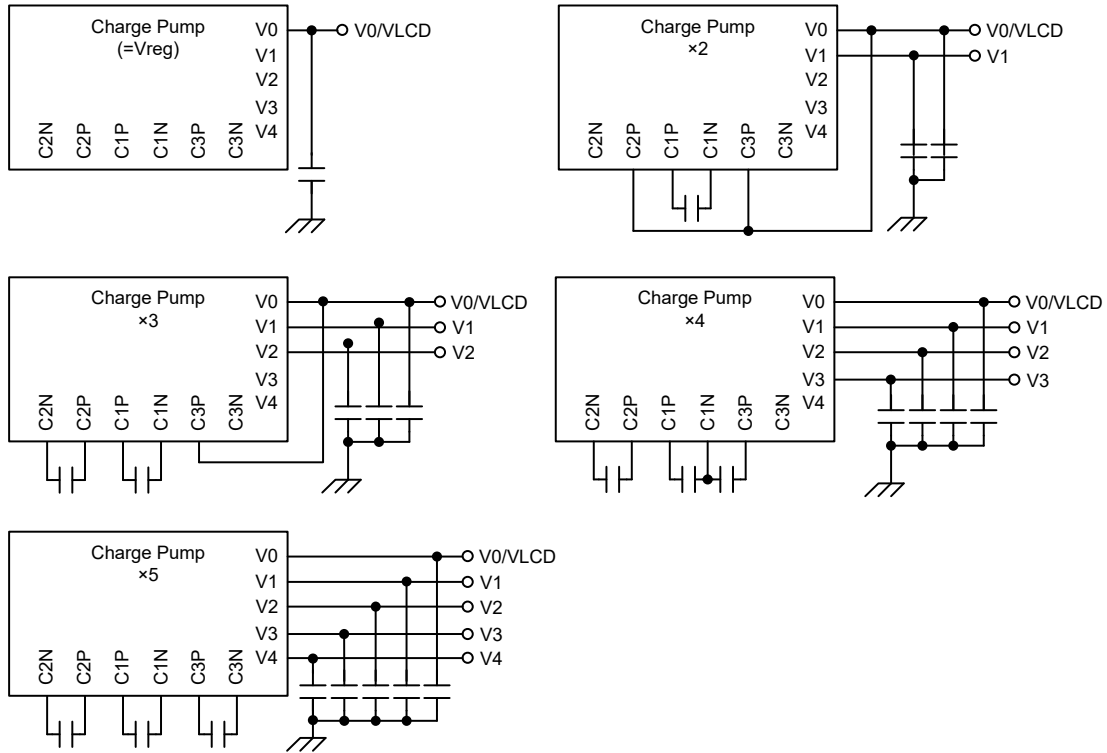 Charge Pump
(=Vreg)
V0
V1
V2
V3
V4
C2N
C2P
C1P
C1N
C3P
C3N
V0/VLCD
Charge Pump
×2
V0
V1
V2
V3
V4
C2N
C2P
C1P
C1N
C3P
C3N
V0/VLCD
V1
Charge Pump
×3
V0
V1
V2
V3
V4
C2N
C2P
C1P
C1N
C3P
C3N
V0/VLCD
V1
V2
Charge Pump
×4
V0
V1
V2
V3
V4
C2N
C2P
C1P
C1N
C3P
C3N
V0/VLCD
V1
V2
V3
Charge Pump
×5
V0
V1
V2
V3
V4
C2N
C2P
C1P
C1N
C3P
C3N
V0/VLCD
V1
V2
V3
V4